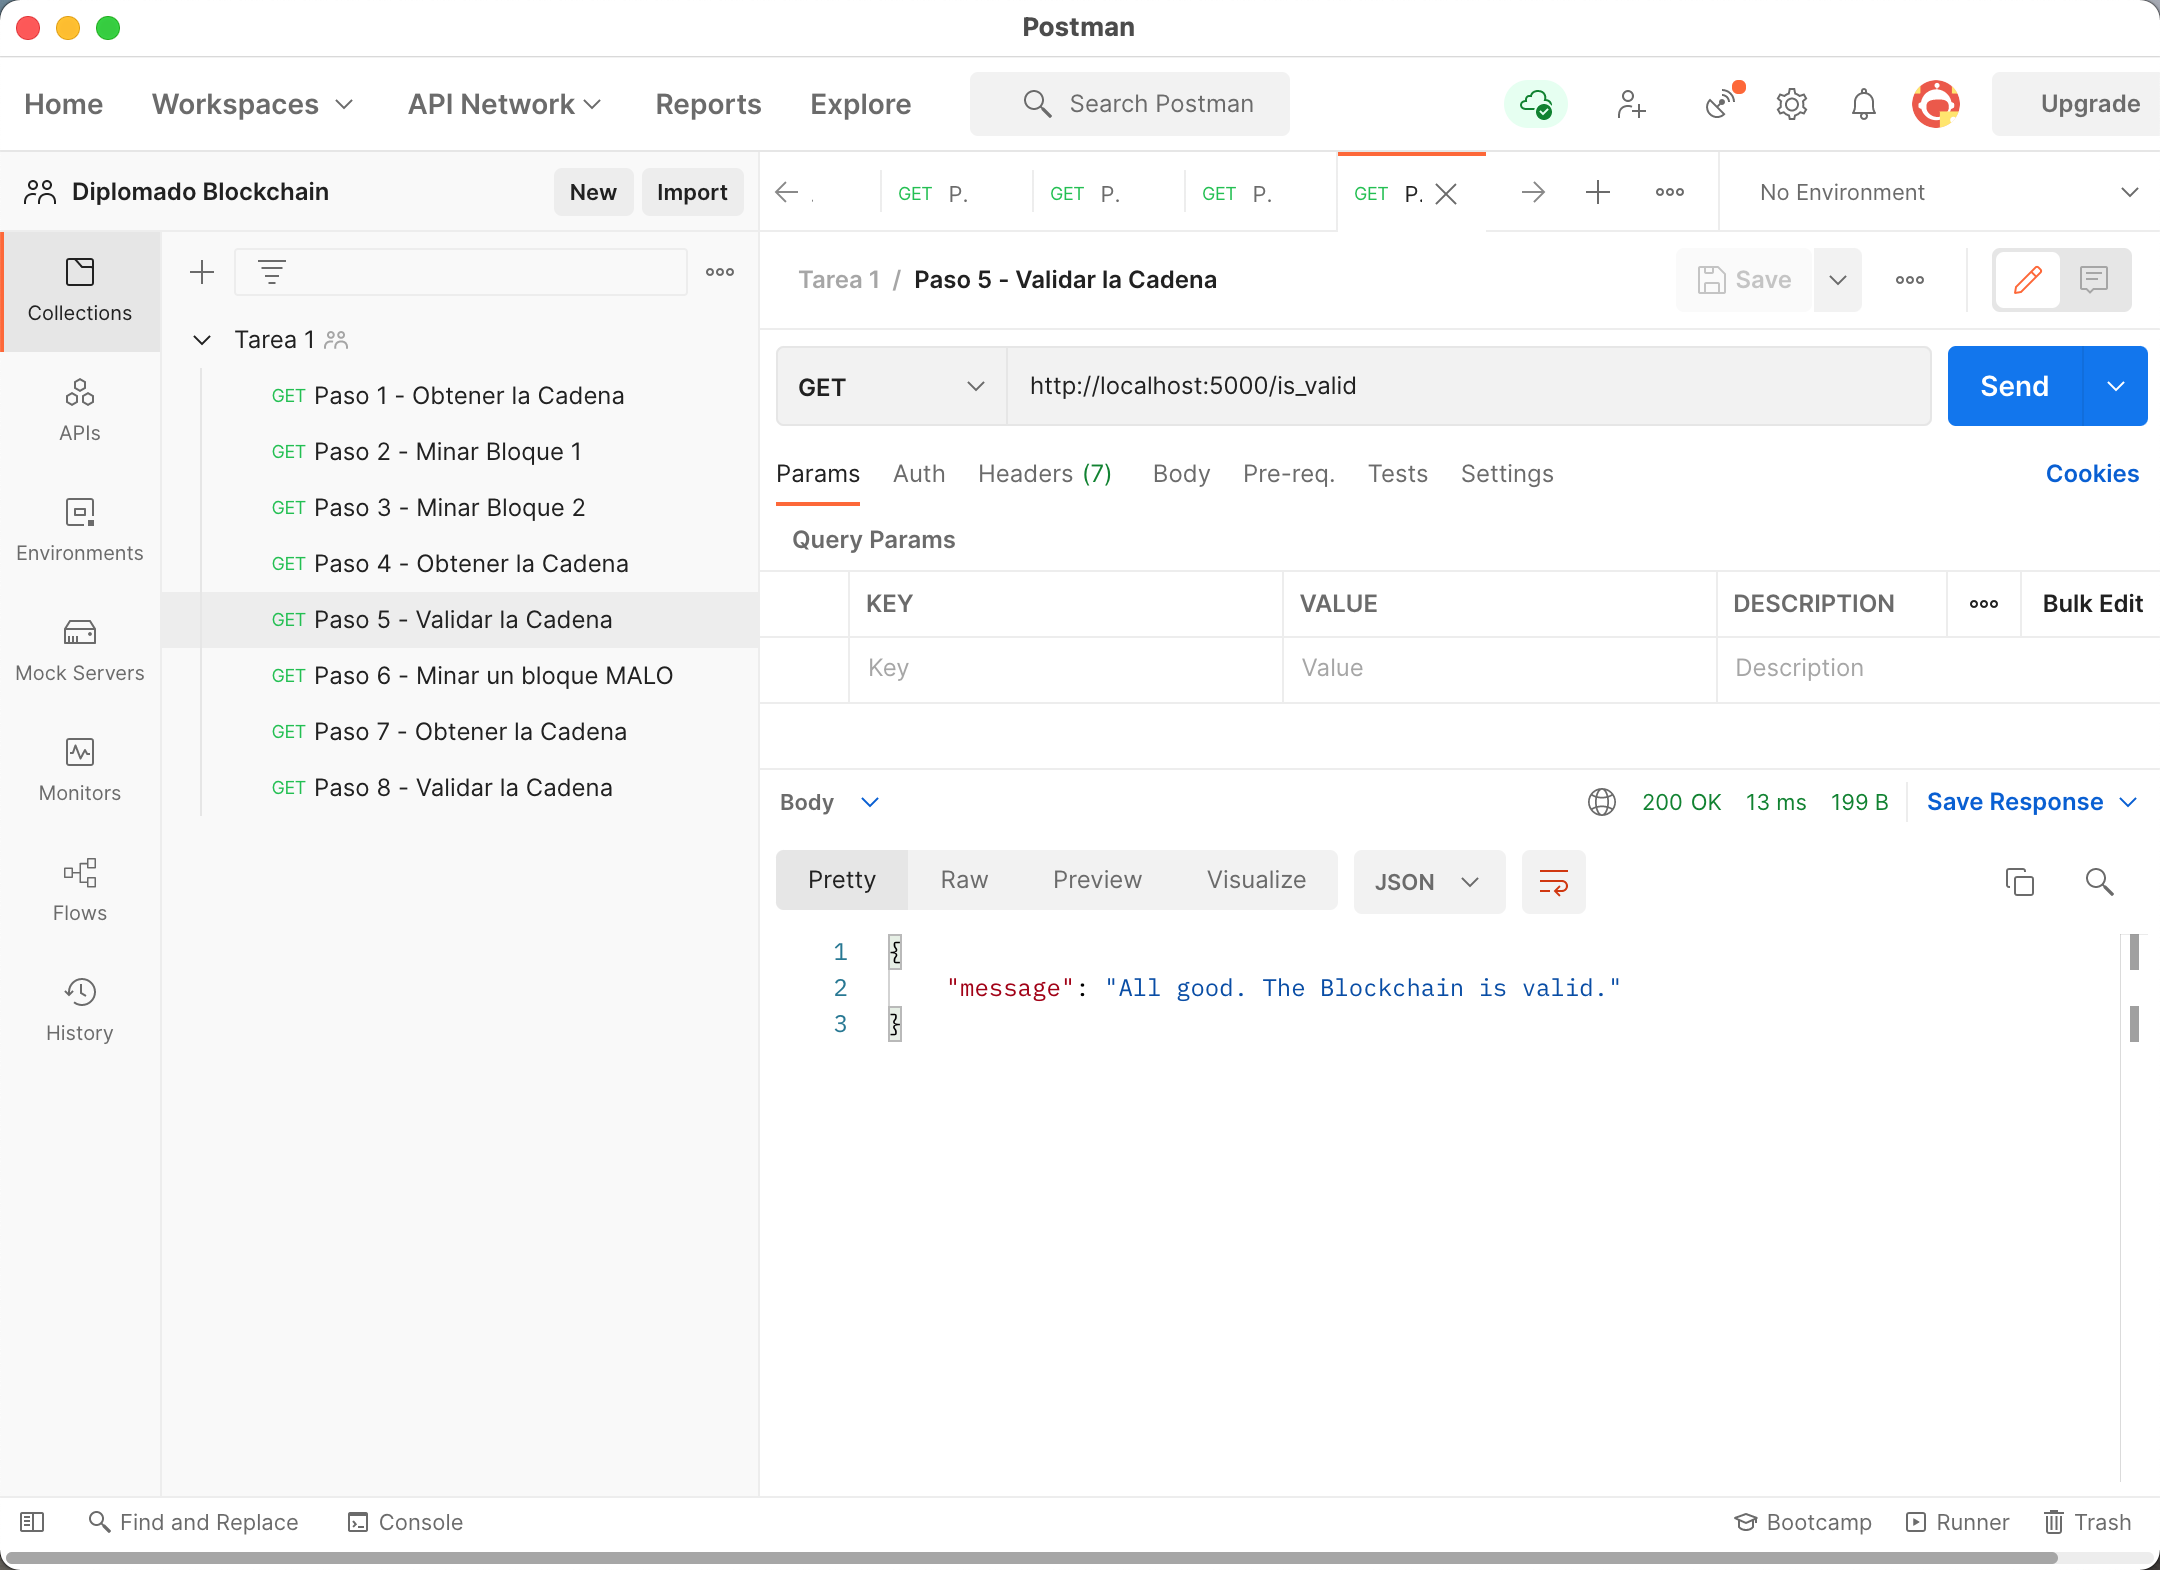 Postman
Home Workspaces API Network Reports Explore Search Postman Upgrade
Diplomado Blockchain New Import
GET P. GET P. GET P. GET P. No Environment
Collections
APIs
Environments
Mock Servers
Monitors
Flows
History
Tarea 1
GET Paso 1 - Obtener la Cadena
GET Paso 2 - Minar Bloque 1
GET Paso 3 - Minar Bloque 2
GET Paso 4 - Obtener la Cadena
GET Paso 5 - Validar la Cadena
GET Paso 6 - Minar un bloque MALO
GET Paso 7 - Obtener la Cadena
GET Paso 8 - Validar la Cadena
Tarea 1 / Paso 5 - Validar la Cadena Save
GET http://localhost:5000/is_valid Send
Params Auth Headers (7) Body Pre-req. Tests Settings Cookies
Query Params
KEY VALUE DESCRIPTION Bulk Edit
Key Value Description
Body 200 OK 13 ms 199 B Save Response
Pretty Raw Preview Visualize JSON
1 {
2 "message": "All good. The Blockchain is valid."
3 }
Find and Replace Console Bootcamp Runner Trash